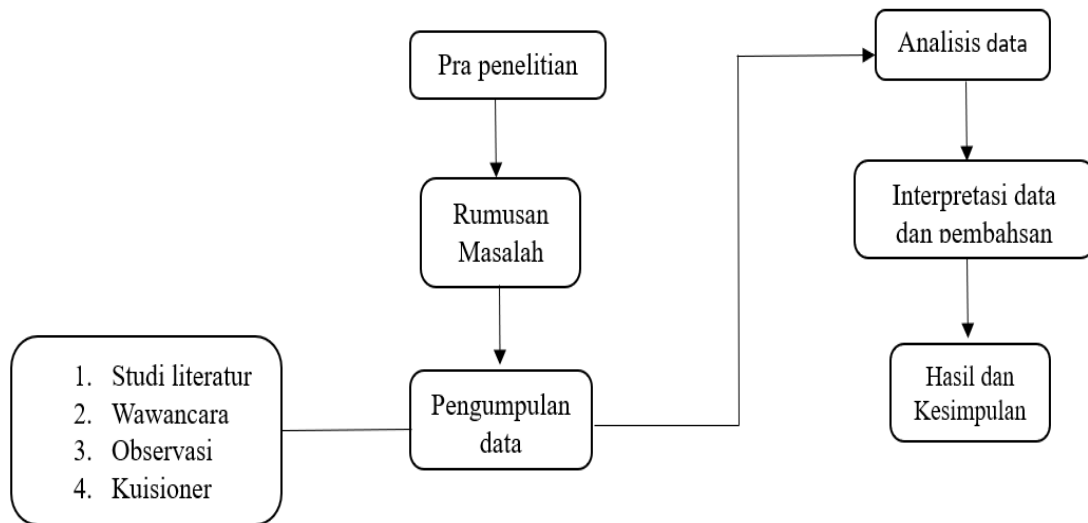 Pra penelitian
Rumusan
Masalah
Pengumpulan
data
1. Studi literatur
2. Wawancara
3. Observasi
4. Kuisioner
Analisis data
Interpretasi data
dan pembahsan
Hasil dan
Kesimpulan